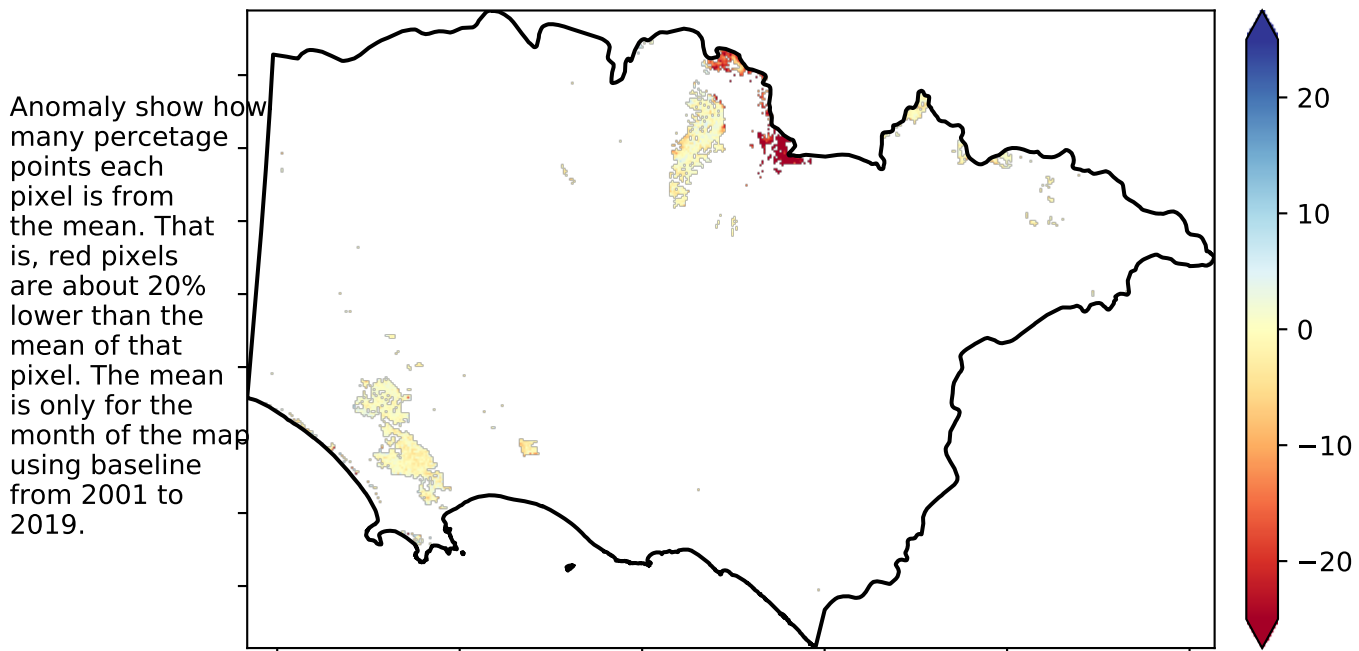 Anomaly show how
many percetage
points each
pixel is from
the mean. That
is, red pixels
are about 20%
lower than the
mean of that
pixel. The mean
is only for the
month of the map
using baseline
from 2001 to
2019.
20
10
0
−10
−20